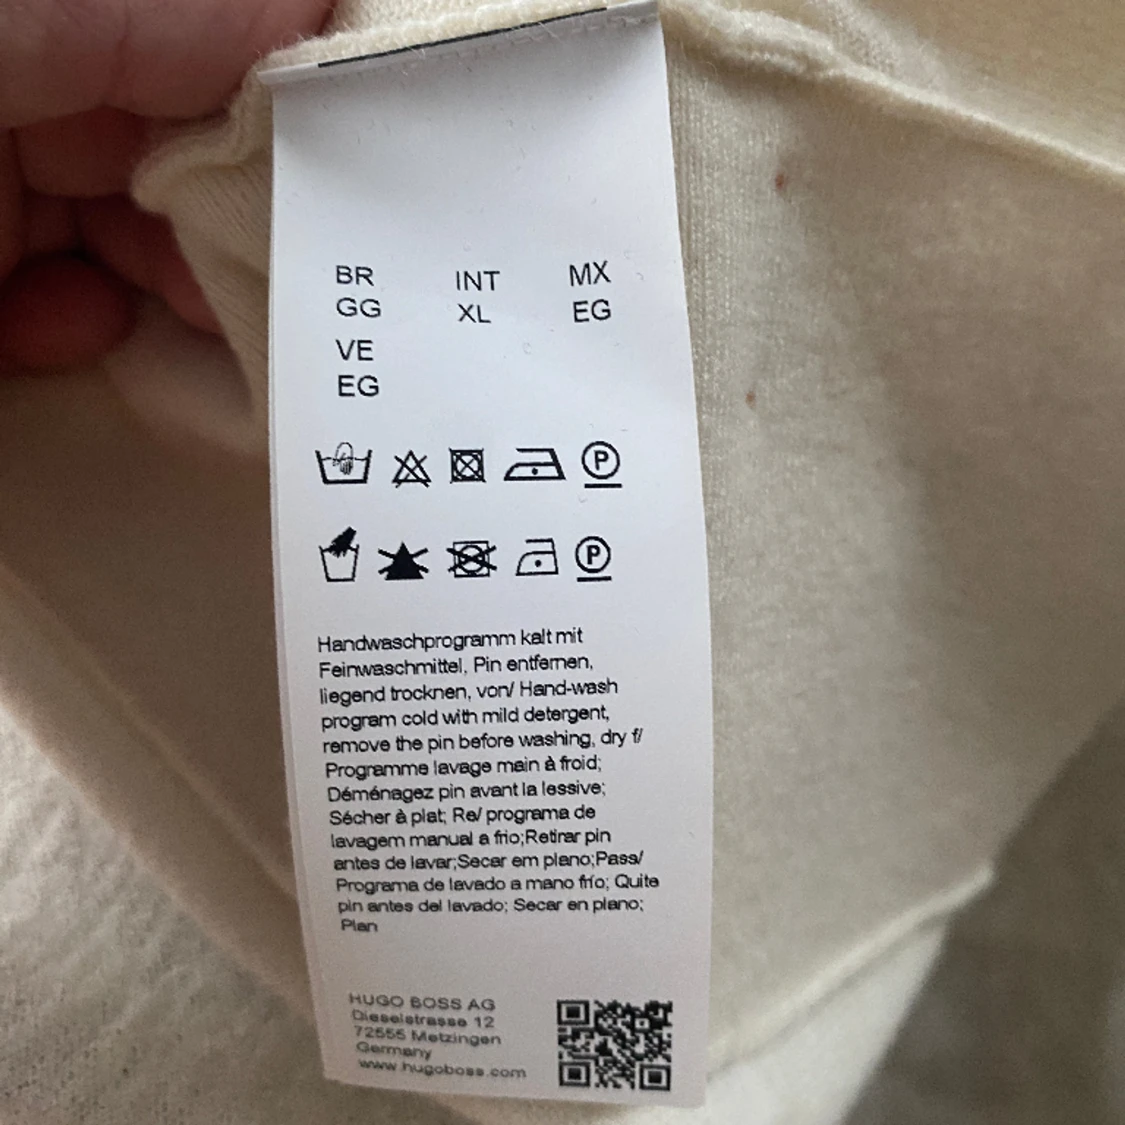 BR INT MX
GG XL EG
VE
EG
P
P
Handwaschprogramm kalt mit
Feinwaschmittel, Pin entfernen,
liegend trocknen, von/ Hand-wash
program cold with mild detergent,
remove the pin before washing, dry f/
Programme lavage main à froid;
Déménagez pin avant la lessive;
Sécher à plat; Re/ programa de
lavagem manual a frio;Retirar pin
antes de lavar;Secar em plano;Pass/
Programa de lavado a mano frío; Quite
pin antes del lavado; Secar en plano;
Plan
HUGO BOSS AG
Dieselstrasse 12
72555 Metzingen
Germany
www.hugoboss.com